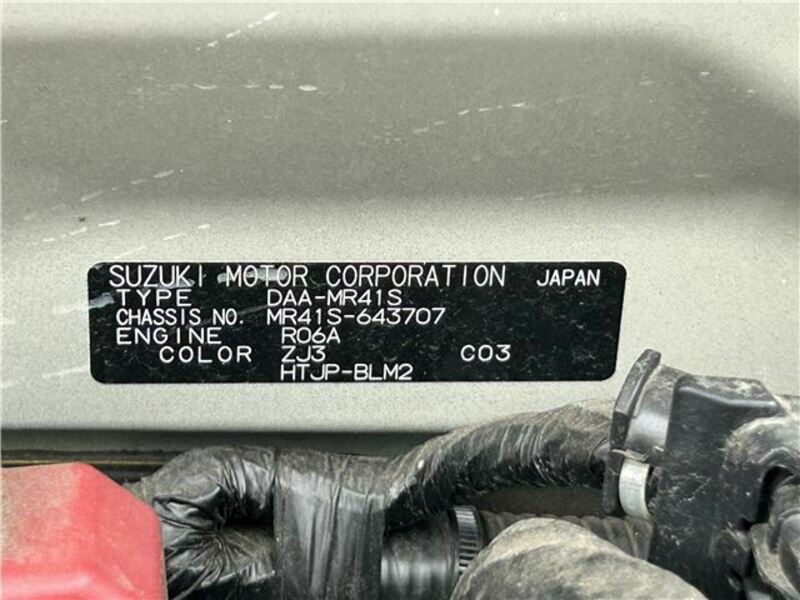 SUZUKI MOTOR CORPORATION JAPAN
TYPE DAA-MR41S
CHASSIS NO. MR41S-643707
ENGINE R06A
COLOR ZJ3 C03
HTJP-BLM2